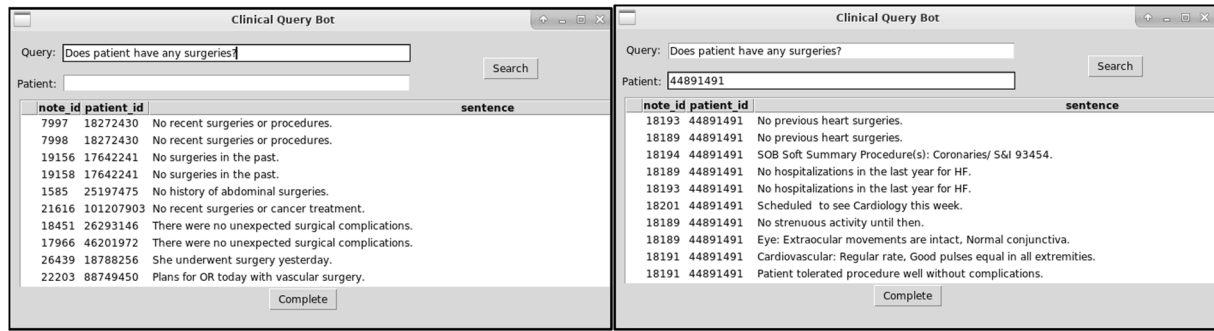 Clinical Query Bot
Query: Does patient have any surgeries?
Search
Patient:
note_id patient_id sentence
7997 18272430 No recent surgeries or procedures.
7998 18272430 No recent surgeries or procedures.
19156 17642241 No surgeries in the past.
19158 17642241 No surgeries in the past.
1585 25197475 No history of abdominal surgeries.
21616 101207903 No recent surgeries or cancer treatment.
18451 26293146 There were no unexpected surgical complications.
17966 46201972 There were no unexpected surgical complications.
26439 18788256 She underwent surgery yesterday.
22203 88749450 Plans for OR today with vascular surgery.
Complete
Clinical Query Bot
Query: Does patient have any surgeries?
Search
Patient: 44891491
note_id patient_id sentence
18193 44891491 No previous heart surgeries.
18189 44891491 No previous heart surgeries.
18194 44891491 SOB Soft Summary Procedure(s): Coronaries/ S&I 93454.
18189 44891491 No hospitalizations in the last year for HF.
18193 44891491 No hospitalizations in the last year for HF.
18201 44891491 Scheduled to see Cardiology this week.
18189 44891491 No strenuous activity until then.
18189 44891491 Eye: Extraocular movements are intact, Normal conjunctiva.
18191 44891491 Cardiovascular: Regular rate, Good pulses equal in all extremities.
18191 44891491 Patient tolerated procedure well without complications.
Complete